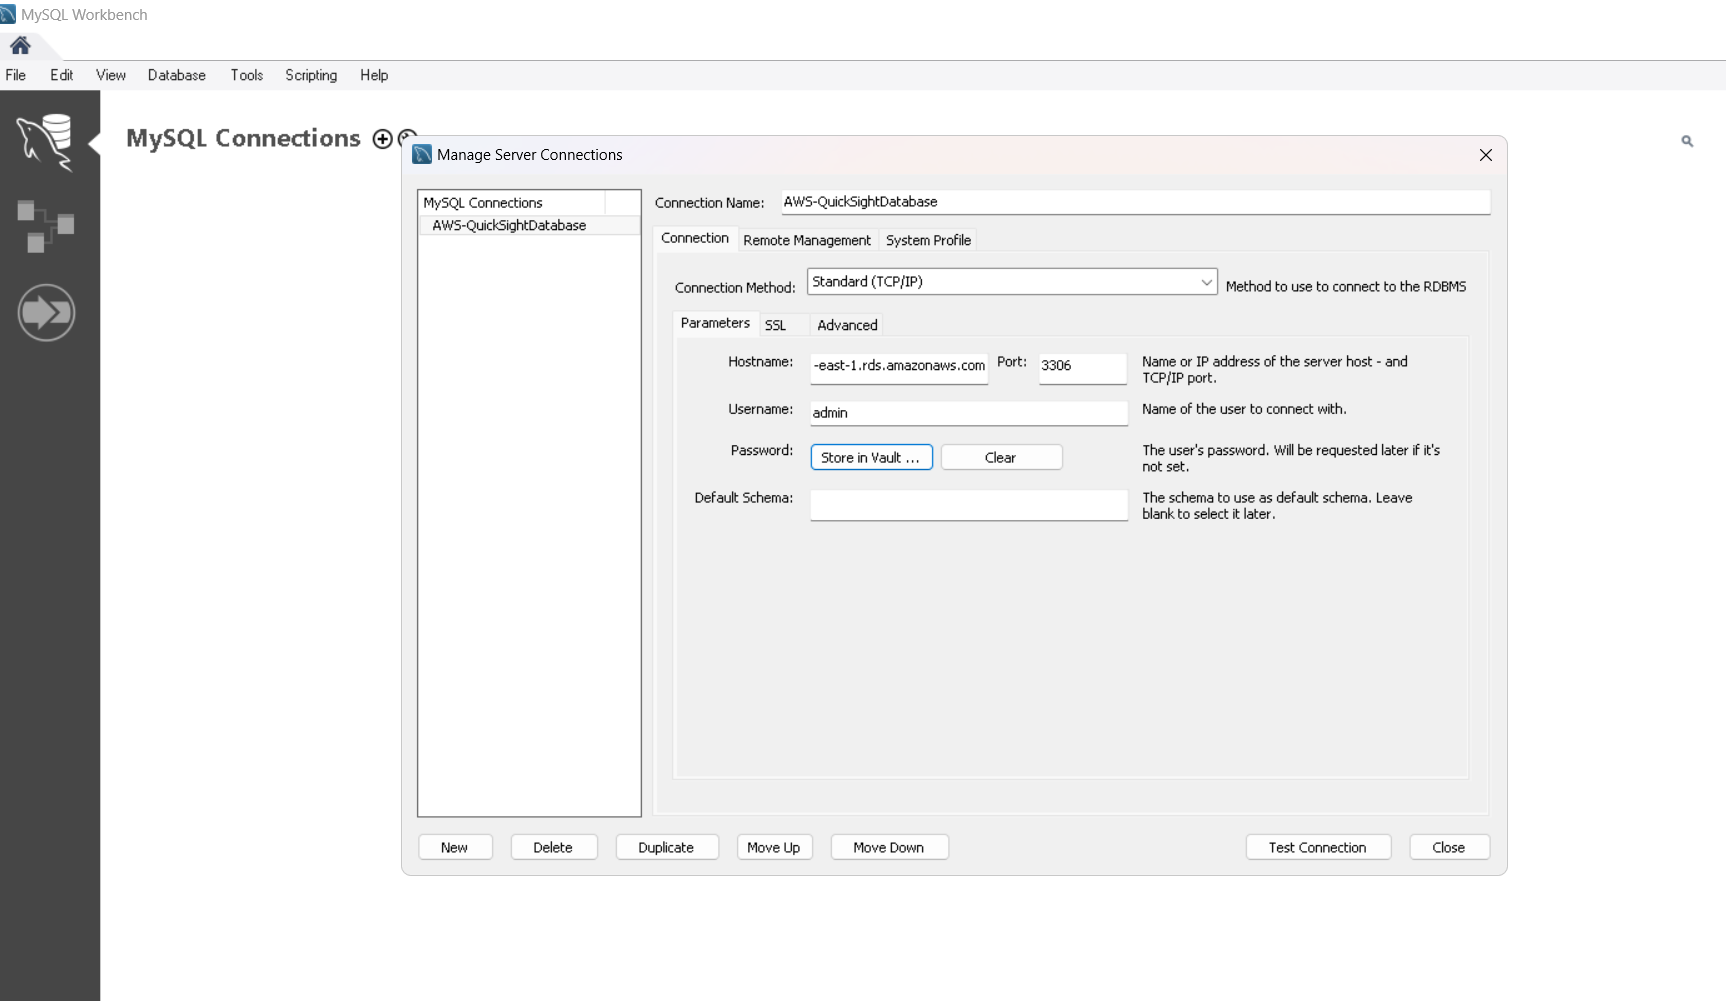 MySQL Workbench
File Edit View Database Tools Scripting Help
MySQL Connections
Manage Server Connections
MySQL Connections
AWS-QuickSightDatabase
Connection Name: AWS-QuickSightDatabase
Connection Remote Management System Profile
Connection Method: Standard (TCP/IP) Method to use to connect to the RDBMS
Parameters SSL Advanced
Hostname: -east-1.rds.amazonaws.com Port: 3306 Name or IP address of the server host - and
TCP/IP port.
Username: admin Name of the user to connect with.
Password: Store in Vault ... Clear The user's password. Will be requested later if it's
not set.
Default Schema: The schema to use as default schema. Leave
blank to select it later.
New Delete Duplicate Move Up Move Down Test Connection Close